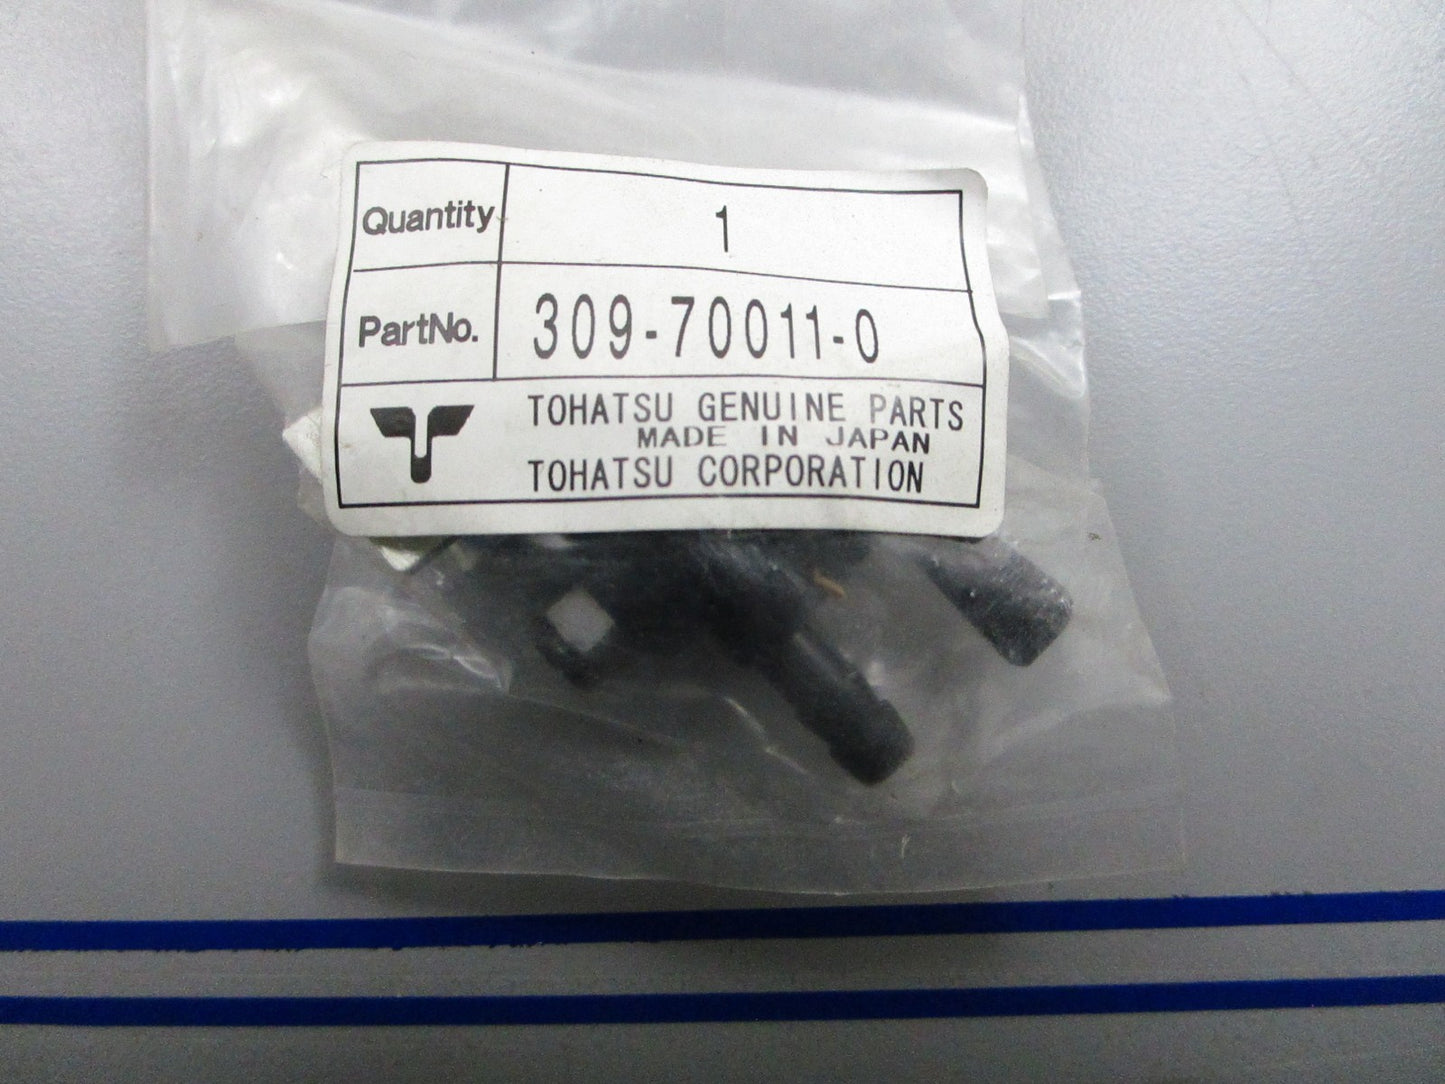 Quantity 1
PartNo. 309-70011-0
TOHATSU GENUINE PARTS
MADE IN JAPAN
TOHATSU CORPORATION